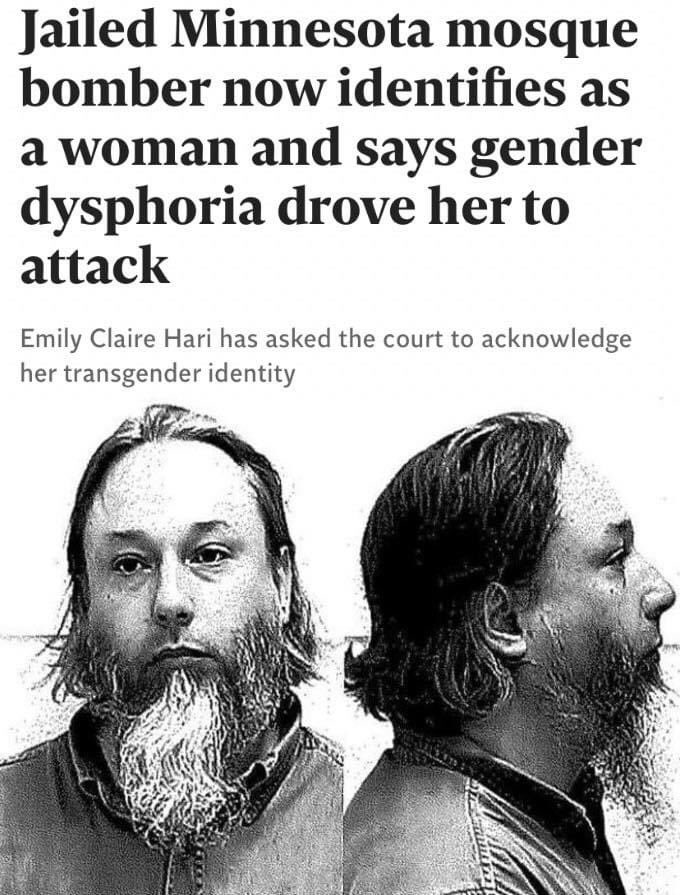 Jailed Minnesota mosque
bomber now identifies as
a woman and says gender
dysphoria drove her to
attack
Emily Claire Hari has asked the court to acknowledge
her transgender identity